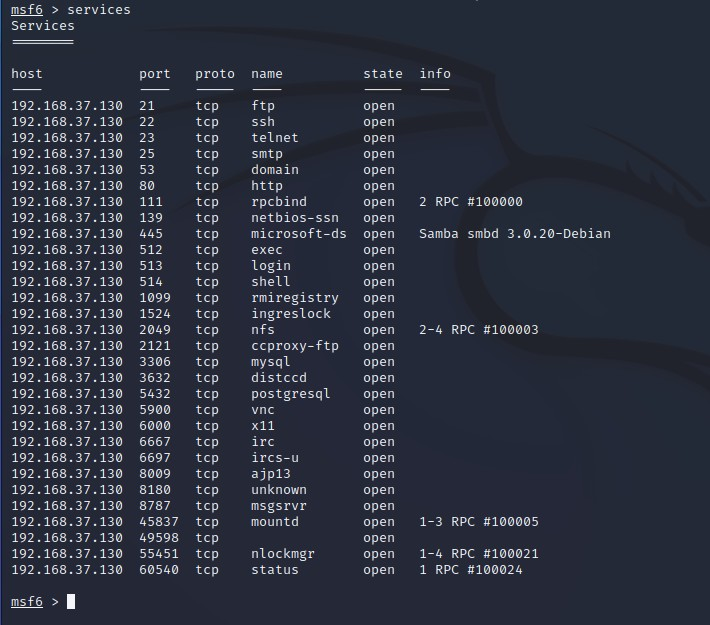 msf6 > services
Services
========
host port proto name state info
---- ---- ----- ---- ----- ----
192.168.37.130 21 tcp ftp open
192.168.37.130 22 tcp ssh open
192.168.37.130 23 tcp telnet open
192.168.37.130 25 tcp smtp open
192.168.37.130 53 tcp domain open
192.168.37.130 80 tcp http open
192.168.37.130 111 tcp rpcbind open 2 RPC #100000
192.168.37.130 139 tcp netbios-ssn open
192.168.37.130 445 tcp microsoft-ds open Samba smbd 3.0.20-Debian
192.168.37.130 512 tcp exec open
192.168.37.130 513 tcp login open
192.168.37.130 514 tcp shell open
192.168.37.130 1099 tcp rmiregistry open
192.168.37.130 1524 tcp ingreslock open
192.168.37.130 2049 tcp nfs open 2-4 RPC #100003
192.168.37.130 2121 tcp ccproxy-ftp open
192.168.37.130 3306 tcp mysql open
192.168.37.130 3632 tcp distccd open
192.168.37.130 5432 tcp postgresql open
192.168.37.130 5900 tcp vnc open
192.168.37.130 6000 tcp x11 open
192.168.37.130 6667 tcp irc open
192.168.37.130 6697 tcp ircs-u open
192.168.37.130 8009 tcp ajp13 open
192.168.37.130 8180 tcp unknown open
192.168.37.130 8787 tcp msgsrvr open
192.168.37.130 45837 tcp mountd open 1-3 RPC #100005
192.168.37.130 49598 tcp open
192.168.37.130 55451 tcp nlockmgr open 1-4 RPC #100021
192.168.37.130 60540 tcp status open 1 RPC #100024
msf6 >